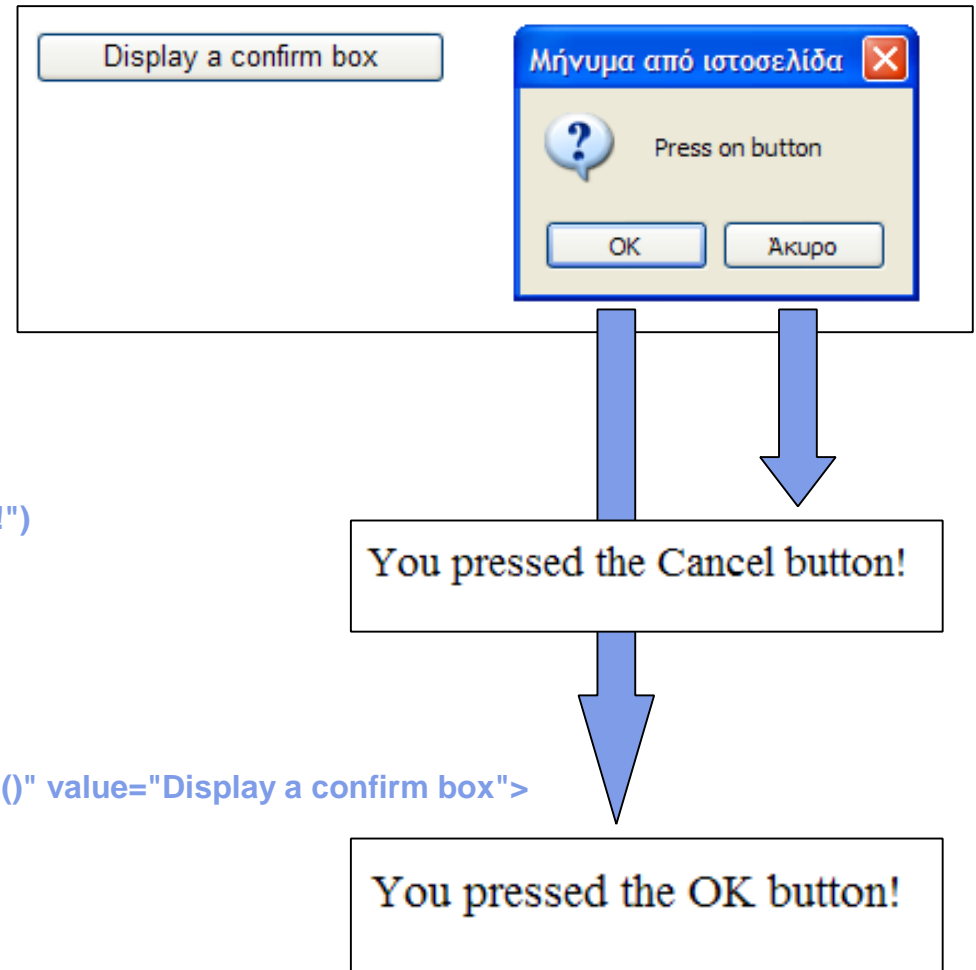 Display a confirm box
Μήνυμα από ιστοσελίδα
Press on button
OK
Άκυρο
!")
You pressed the Cancel button!
()" value="Display a confirm box">
You pressed the OK button!